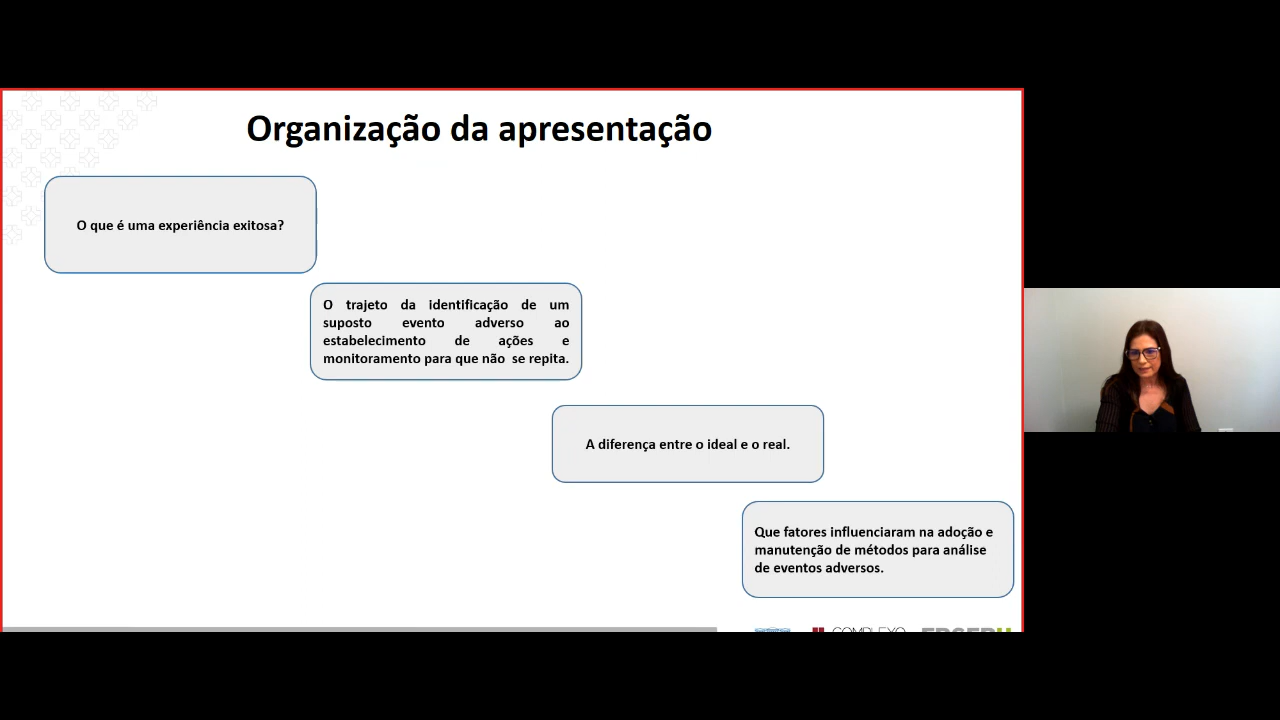 Organização da apresentação
O que é uma experiência exitosa?
O trajeto da identificação de um
suposto evento adverso ao
estabelecimento de ações e
monitoramento para que não se repita.
A diferença entre o ideal e o real.
Que fatores influenciaram na adoção e
manutenção de métodos para análise
de eventos adversos.
COMPLEXO EBSERH